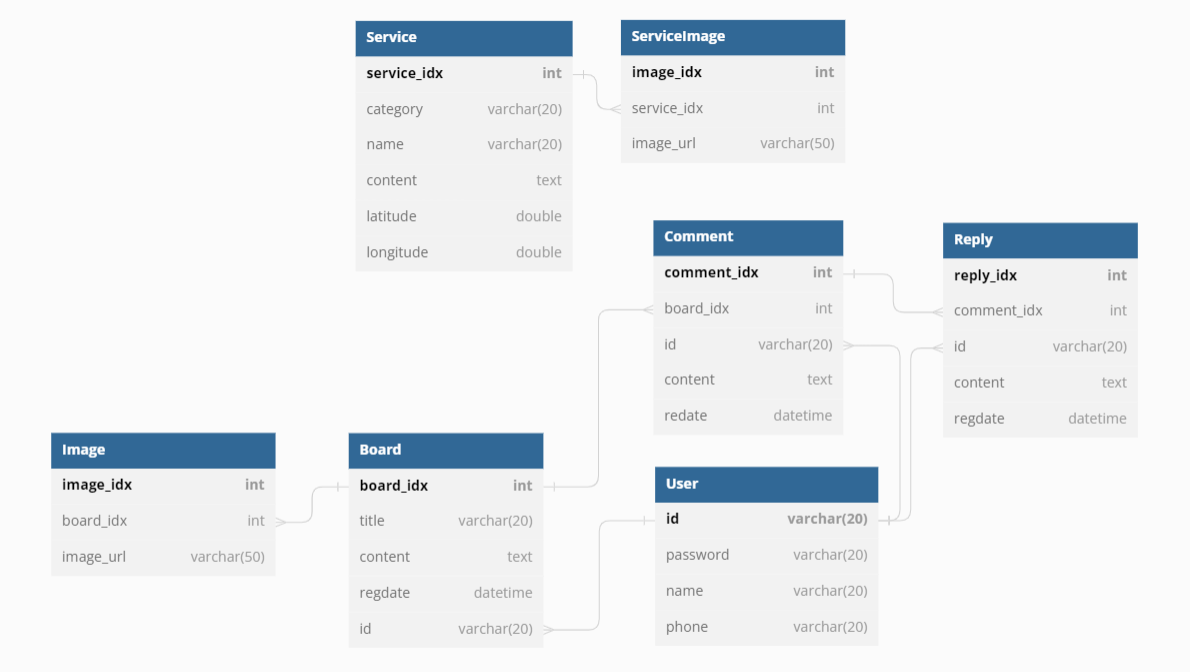 Service
service_idx int
category varchar(20)
name varchar(20)
content text
latitude double
longitude double
ServiceImage
image_idx int
service_idx int
image_url varchar(50)
Comment
comment_idx int
board_idx int
id varchar(20)
content text
redate datetime
Reply
reply_idx int
comment_idx int
id varchar(20)
content text
regdate datetime
Image
image_idx int
board_idx int
image_url varchar(50)
Board
board_idx int
title varchar(20)
content text
regdate datetime
id varchar(20)
User
id varchar(20)
password varchar(20)
name varchar(20)
phone varchar(20)